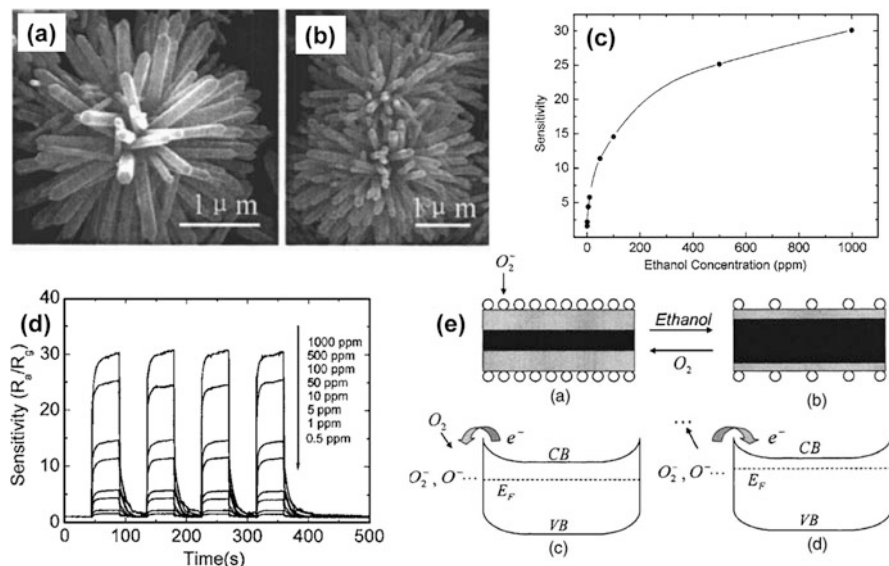 (a)
1 μm
(b)
1 μm
(c)
Sensitivity
30
25
20
15
10
5
0 200 400 600 800 1000
Ethanol Concentration (ppm)
(d)
Sensitivity (Ra/Rg)
40
30
20
10
0
0 100 200 300 400 500
Time(s)
1000 ppm
500 ppm
100 ppm
50 ppm
10 ppm
5 ppm
1 ppm
0.5 ppm
(e)
O₂⁻
Ethanol
O₂
(a)
(b)
O₂
e⁻
CB
O₂⁻, O⁻ ...
E_F
VB
(c)
...
e⁻
CB
O₂⁻, O⁻ ...
E_F
VB
(d)